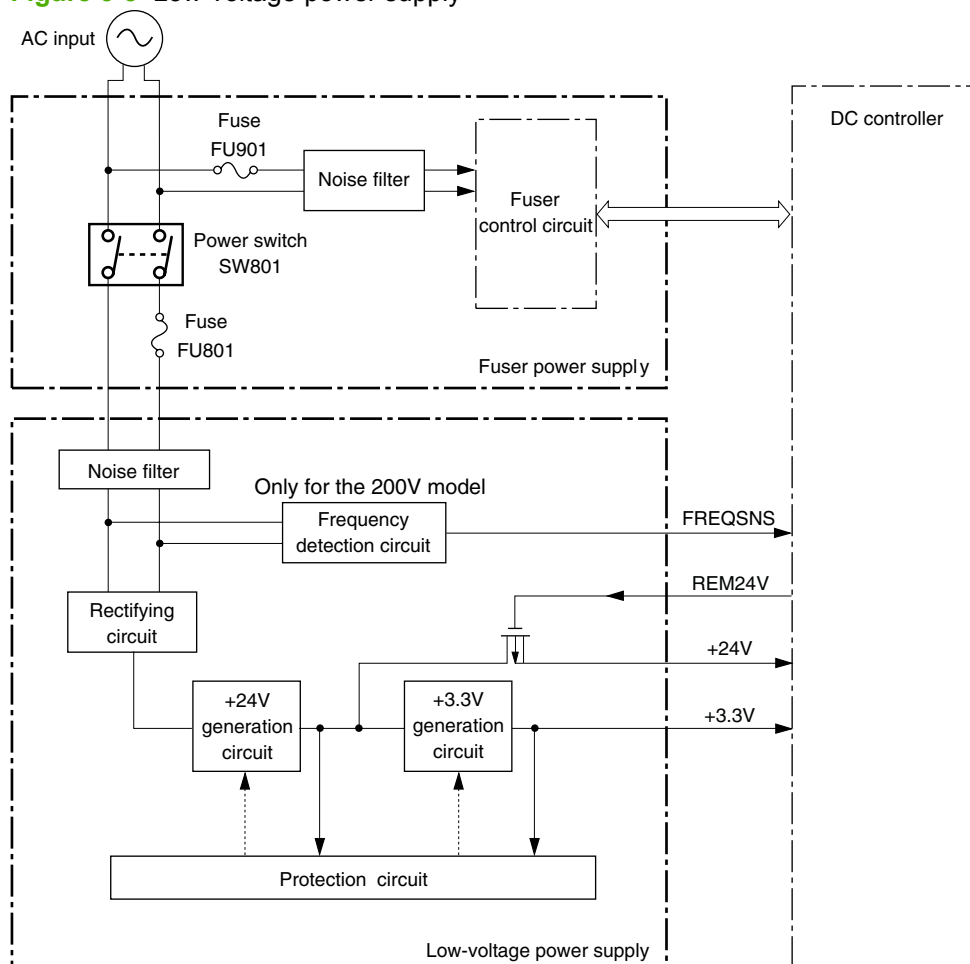 Figure Low-voltage power supply
AC input
Fuse
FU901
Noise filter
Fuser
control circuit
DC controller
Power switch
SW801
Fuse
FU801
Fuser power supply
Noise filter
Only for the 200V model
Frequency
detection circuit
FREQSNS
REM24V
Rectifying
circuit
+24V
+24V
generation
circuit
+3.3V
generation
circuit
+3.3V
Protection circuit
Low-voltage power supply